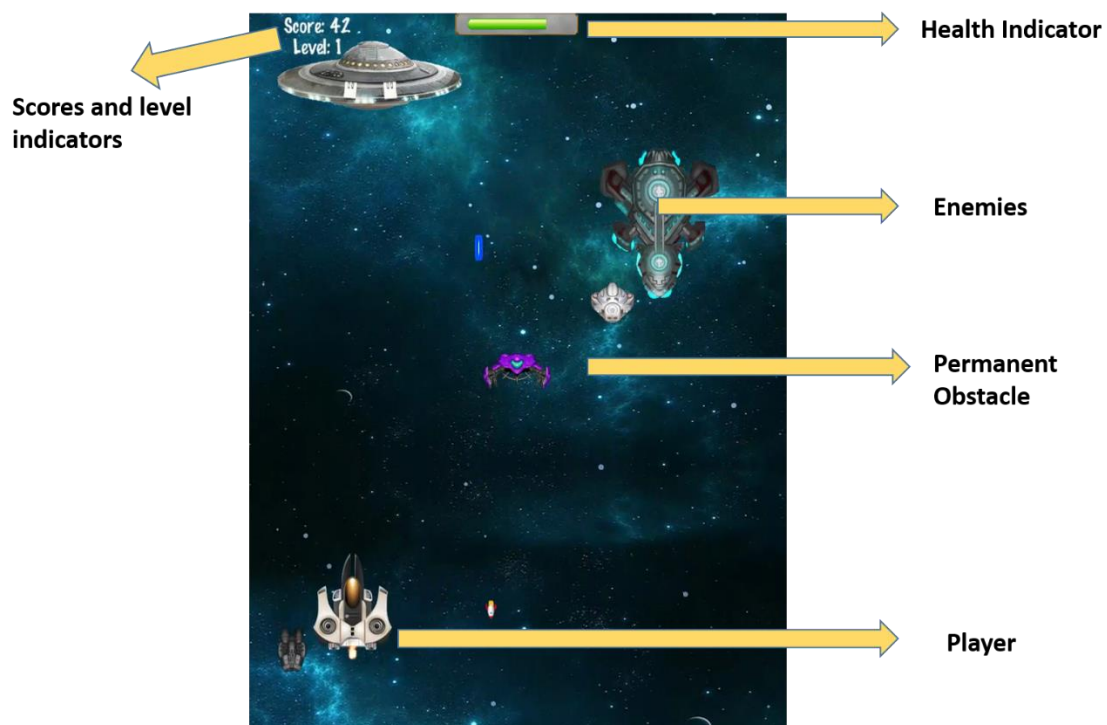 Score: 42
Level: 1
Health Indicator
Scores and level
indicators
Enemies
Permanent
Obstacle
Player